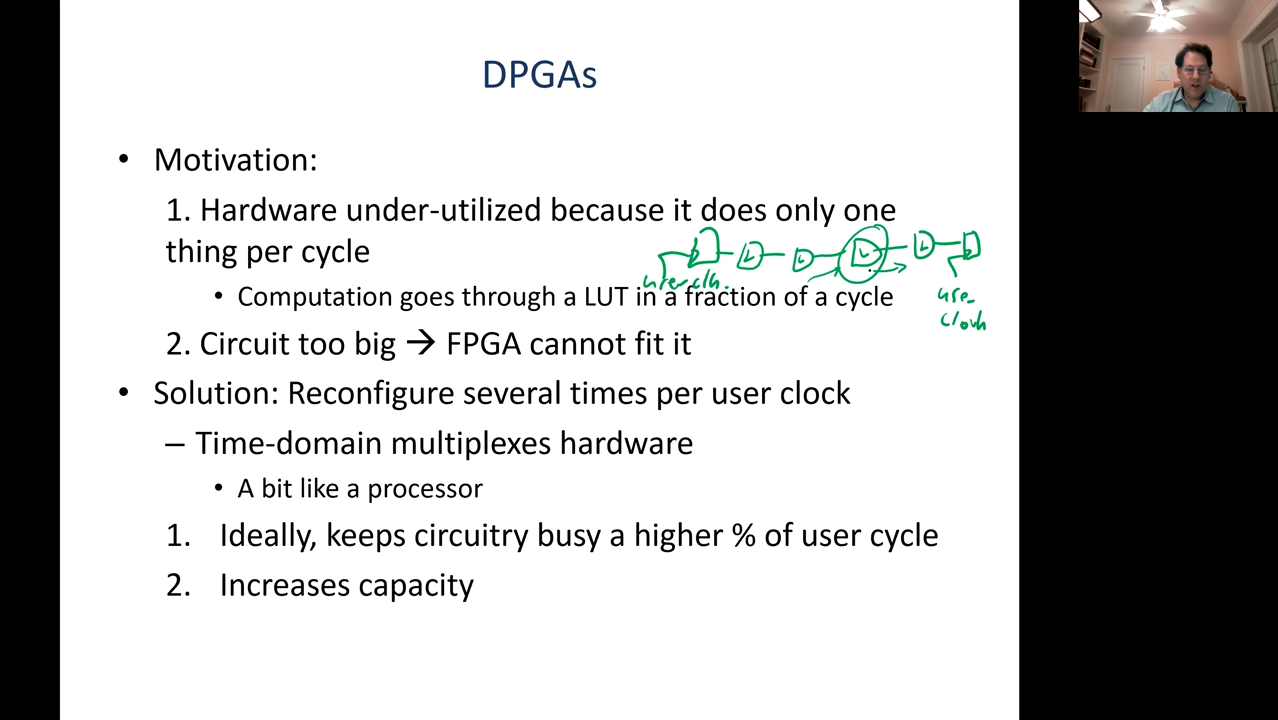 DPGAs
• Motivation:
1. Hardware under-utilized because it does only one
thing per cycle
• Computation goes through a LUT in a fraction of a cycle
2. Circuit too big → FPGA cannot fit it
• Solution: Reconfigure several times per user clock
– Time-domain multiplexes hardware
• A bit like a processor
1. Ideally, keeps circuitry busy a higher % of user cycle
2. Increases capacity
L L L L
user clk.
use
clock